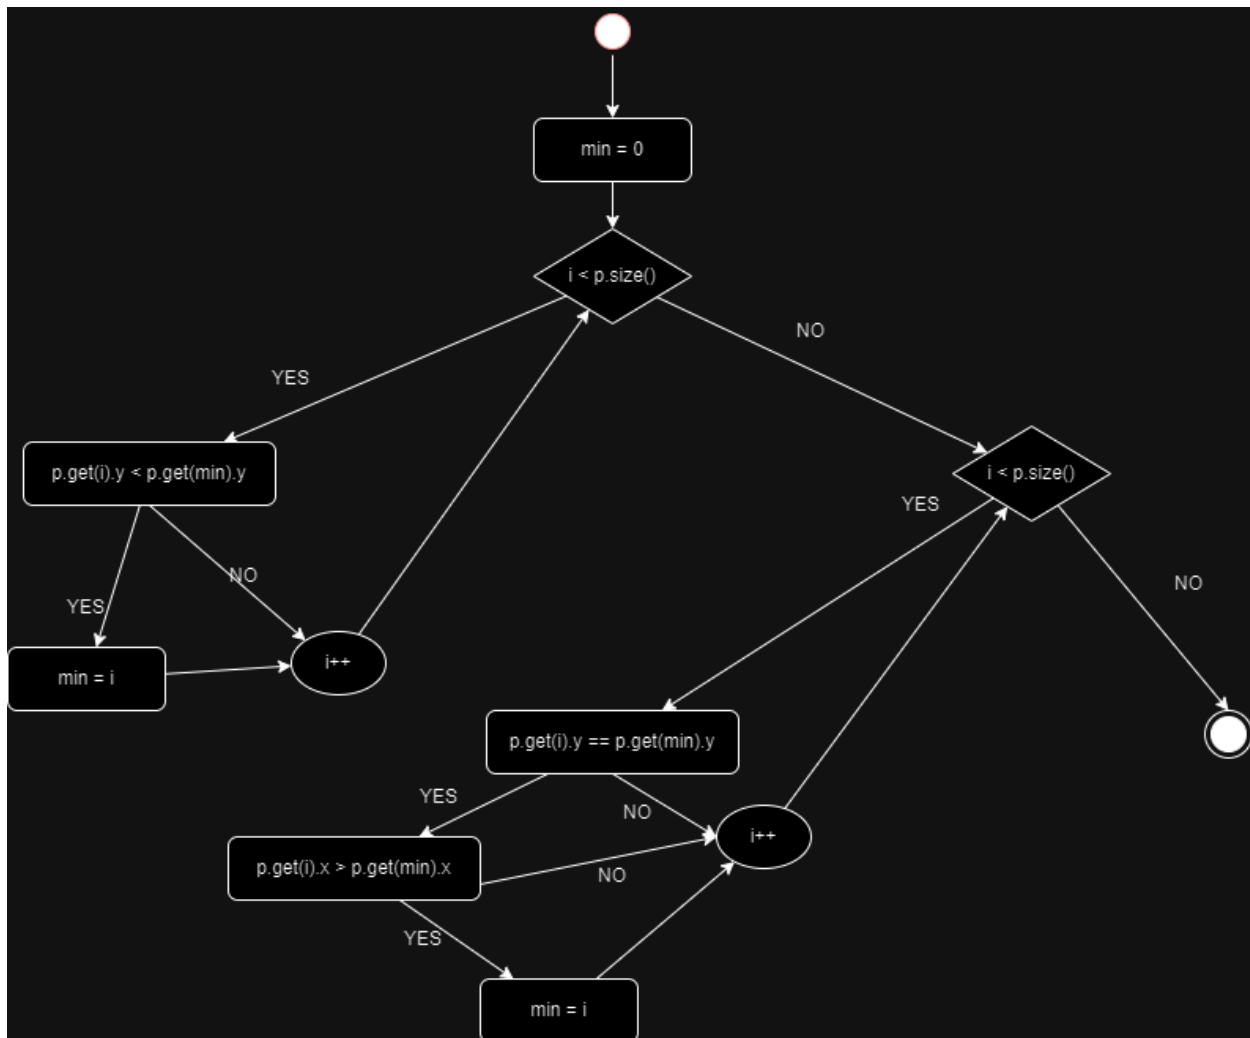 min = 0
i < p.size()
NO
YES
i < p.size()
p.get(i).y < p.get(min).y
YES
NO
NO
YES
i++
min = i
p.get(i).y == p.get(min).y
YES
NO
i++
p.get(i).x > p.get(min).x
NO
YES
min = i